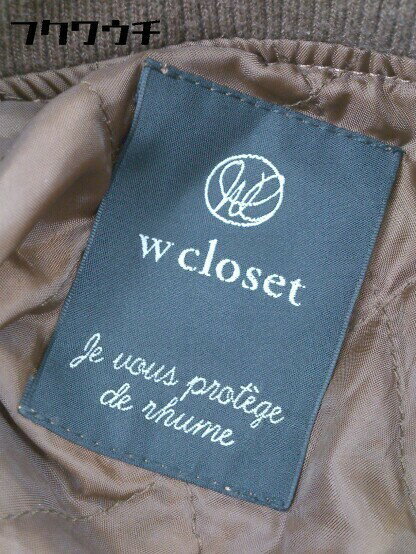 フクワウチ
w closet
Je vous protège
de rhume